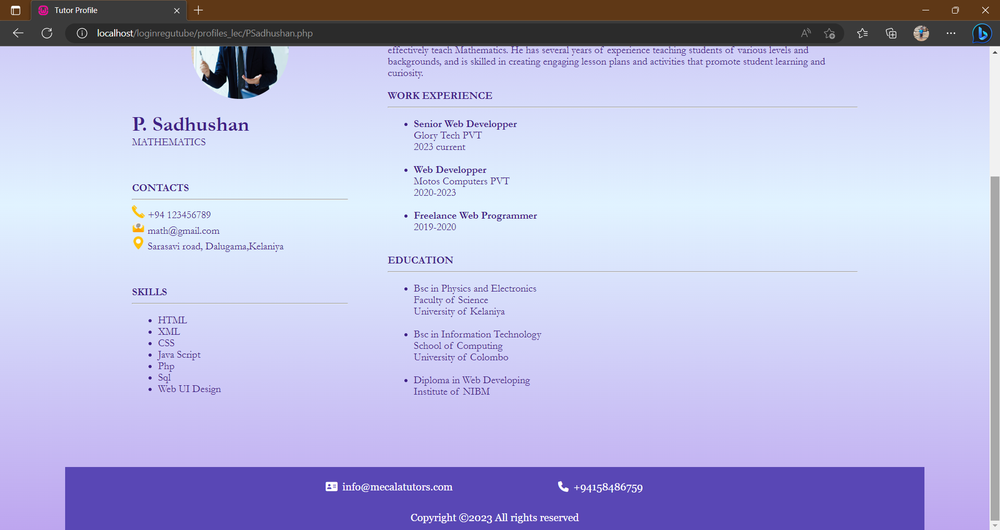 Tutor Profile
localhost/loginregutube/profiles_lec/PSadhushan.php
effectively teach Mathematics. He has several years of experience teaching students of various levels and
backgrounds, and is skilled in creating engaging lesson plans and activities that promote student learning and
curiosity.
P. Sadhushan
MATHEMATICS
CONTACTS
+94 123456789
math@gmail.com
Sarasavi road, Dalugama,Kelaniya
SKILLS
• HTML
• XML
• CSS
• Java Script
• Php
• Sql
• Web UI Design
WORK EXPERIENCE
• Senior Web Developper
Glory Tech PVT
2023 current
• Web Developper
Motos Computers PVT
2020-2023
• Freelance Web Programmer
2019-2020
EDUCATION
• Bsc in Physics and Electronics
Faculty of Science
University of Kelaniya
• Bsc in Information Technology
School of Computing
University of Colombo
• Diploma in Web Developing
Institute of NIBM
info@mecalatutors.com
+94158486759
Copyright ©2023 All rights reserved